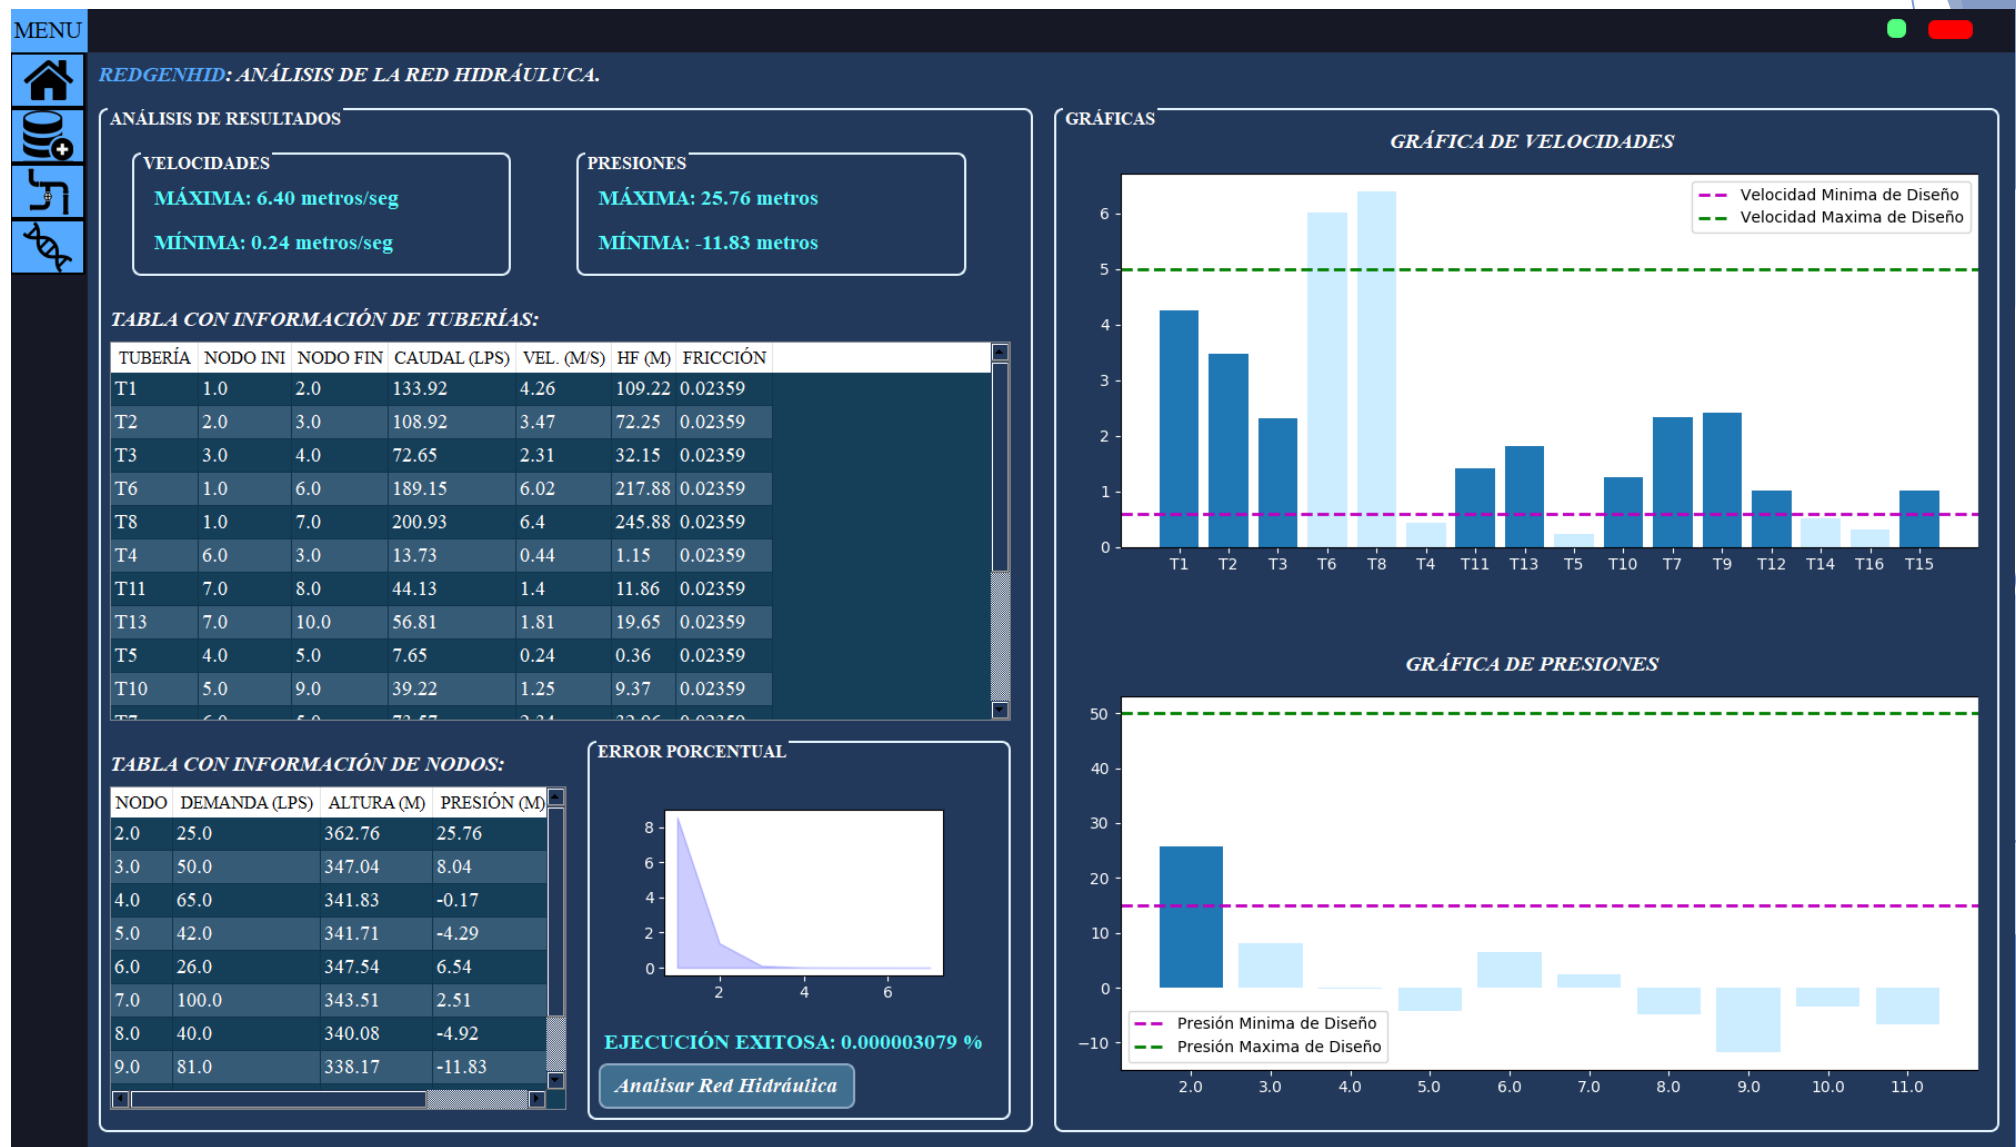 MENU
REDGENHID: ANÁLISIS DE LA RED HIDRÁULUCA.
ANÁLISIS DE RESULTADOS
VELOCIDADES
MÁXIMA: 6.40 metros/seg
MÍNIMA: 0.24 metros/seg
PRESIONES
MÁXIMA: 25.76 metros
MÍNIMA: -11.83 metros
TABLA CON INFORMACIÓN DE TUBERÍAS:
TUBERÍA NODO INI NODO FIN CAUDAL (LPS) VEL. (M/S) HF (M) FRICCIÓN
T1 1.0 2.0 133.92 4.26 109.22 0.02359
T2 2.0 3.0 108.92 3.47 72.25 0.02359
T3 3.0 4.0 72.65 2.31 32.15 0.02359
T6 1.0 6.0 189.15 6.02 217.88 0.02359
T8 1.0 7.0 200.93 6.4 245.88 0.02359
T4 6.0 3.0 13.73 0.44 1.15 0.02359
T11 7.0 8.0 44.13 1.4 11.86 0.02359
T13 7.0 10.0 56.81 1.81 19.65 0.02359
T5 4.0 5.0 7.65 0.24 0.36 0.02359
T10 5.0 9.0 39.22 1.25 9.37 0.02359
TABLA CON INFORMACIÓN DE NODOS:
NODO DEMANDA (LPS) ALTURA (M) PRESIÓN (M)
2.0 25.0 362.76 25.76
3.0 50.0 347.04 8.04
4.0 65.0 341.83 -0.17
5.0 42.0 341.71 -4.29
6.0 26.0 347.54 6.54
7.0 100.0 343.51 2.51
8.0 40.0 340.08 -4.92
9.0 81.0 338.17 -11.83
ERROR PORCENTUAL
8
6
4
2
0
2 4 6
EJECUCIÓN EXITOSA: 0.000003079 %
Analisar Red Hidráulica
GRÁFICAS
GRÁFICA DE VELOCIDADES
Velocidad Minima de Diseño
Velocidad Maxima de Diseño
6
5
4
3
2
1
0
T1 T2 T3 T6 T8 T4 T11 T13 T5 T10 T7 T9 T12 T14 T16 T15
GRÁFICA DE PRESIONES
50
40
30
20
10
0
−10
Presión Minima de Diseño
Presión Maxima de Diseño
2.0 3.0 4.0 5.0 6.0 7.0 8.0 9.0 10.0 11.0